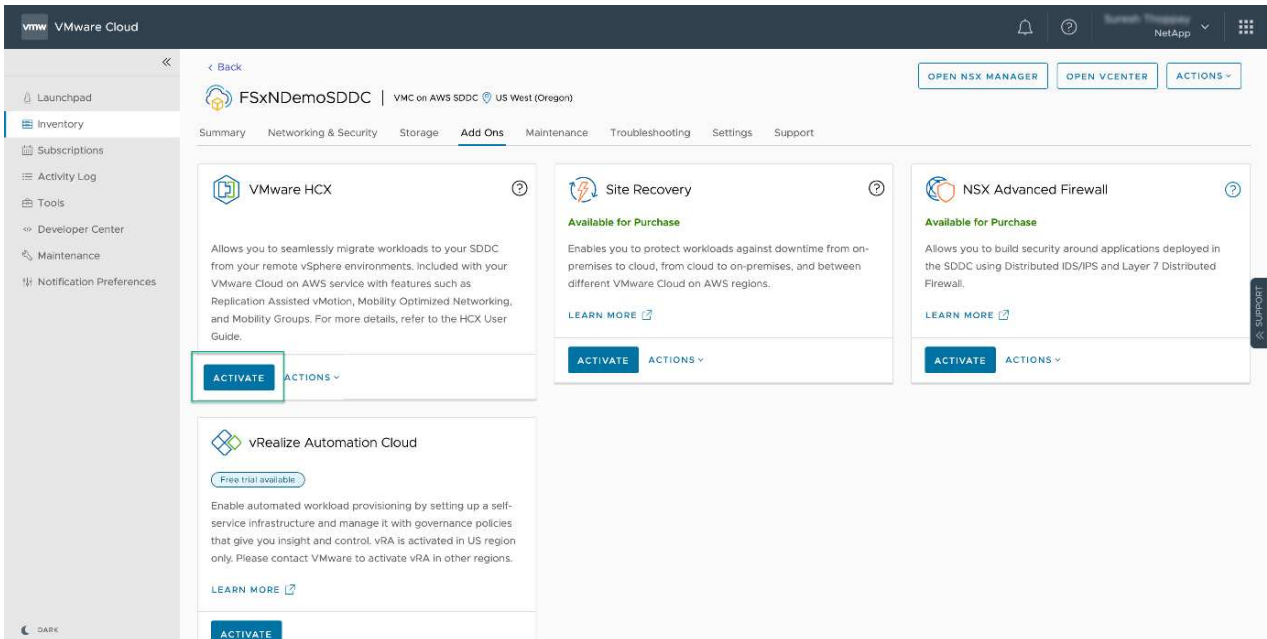 vmw VMware Cloud
NetApp
Launchpad
Inventory
Subscriptions
Activity Log
Tools
Developer Center
Maintenance
Notification Preferences
DARK
Back
FSxNDemoSDDC | VMC on AWS SDDC US West (Oregon)
OPEN NSX MANAGER
OPEN VCENTER
ACTIONS
Summary Networking & Security Storage Add Ons Maintenance Troubleshooting Settings Support
VMware HCX
Allows you to seamlessly migrate workloads to your SDDC
from your remote vSphere environments. Included with your
VMware Cloud on AWS service with features such as
Replication Assisted vMotion, Mobility Optimized Networking,
and Mobility Groups. For more details, refer to the HCX User
Guide.
ACTIVATE ACTIONS
Site Recovery
Available for Purchase
Enables you to protect workloads against downtime from on-
premises to cloud, from cloud to on-premises, and between
different VMware Cloud on AWS regions.
LEARN MORE
ACTIVATE ACTIONS
NSX Advanced Firewall
Available for Purchase
Allows you to build security around applications deployed in
the SDDC using Distributed IDS/IPS and Layer 7 Distributed
Firewall.
LEARN MORE
ACTIVATE ACTIONS
SUPPORT
vRealize Automation Cloud
Free trial available
Enable automated workload provisioning by setting up a self-
service infrastructure and manage it with governance policies
that give you insight and control. vRA is activated in US region
only. Please contact VMware to activate vRA in other regions.
LEARN MORE
ACTIVATE